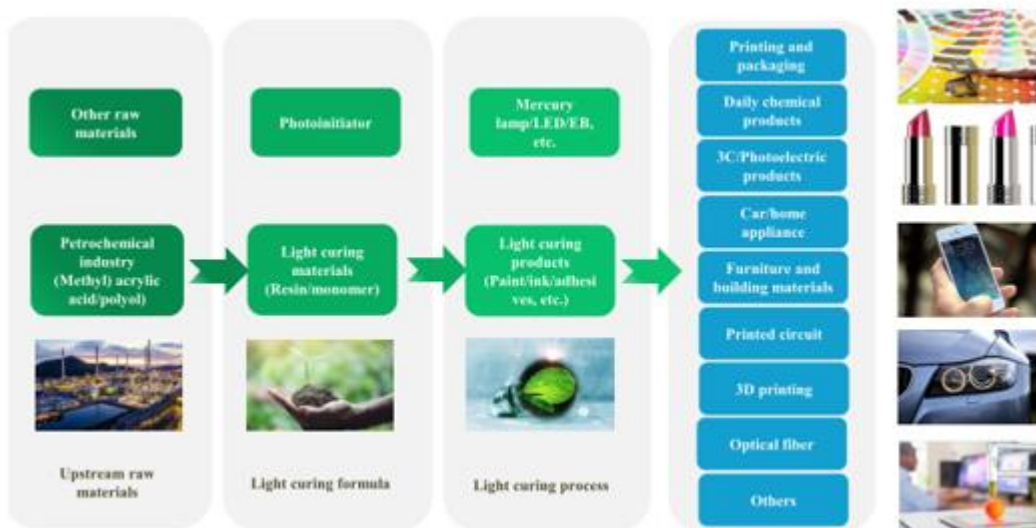 Other raw
materials
Petrochemical
industry
(Methyl) acrylic
acid/polyol)
Upstream raw
materials
Photoinitiator
Light curing
materials
(Resin/monomer)
Light curing formula
Mercury
lamp/LED/EB,
etc.
Light curing
products
(Paint/ink/adhesi
ves, etc.)
Light curing process
Printing and
packaging
Daily chemical
products
3C/Photoelectric
products
Car/home
appliance
Furniture and
building materials
Printed circuit
3D printing
Optical fiber
Others